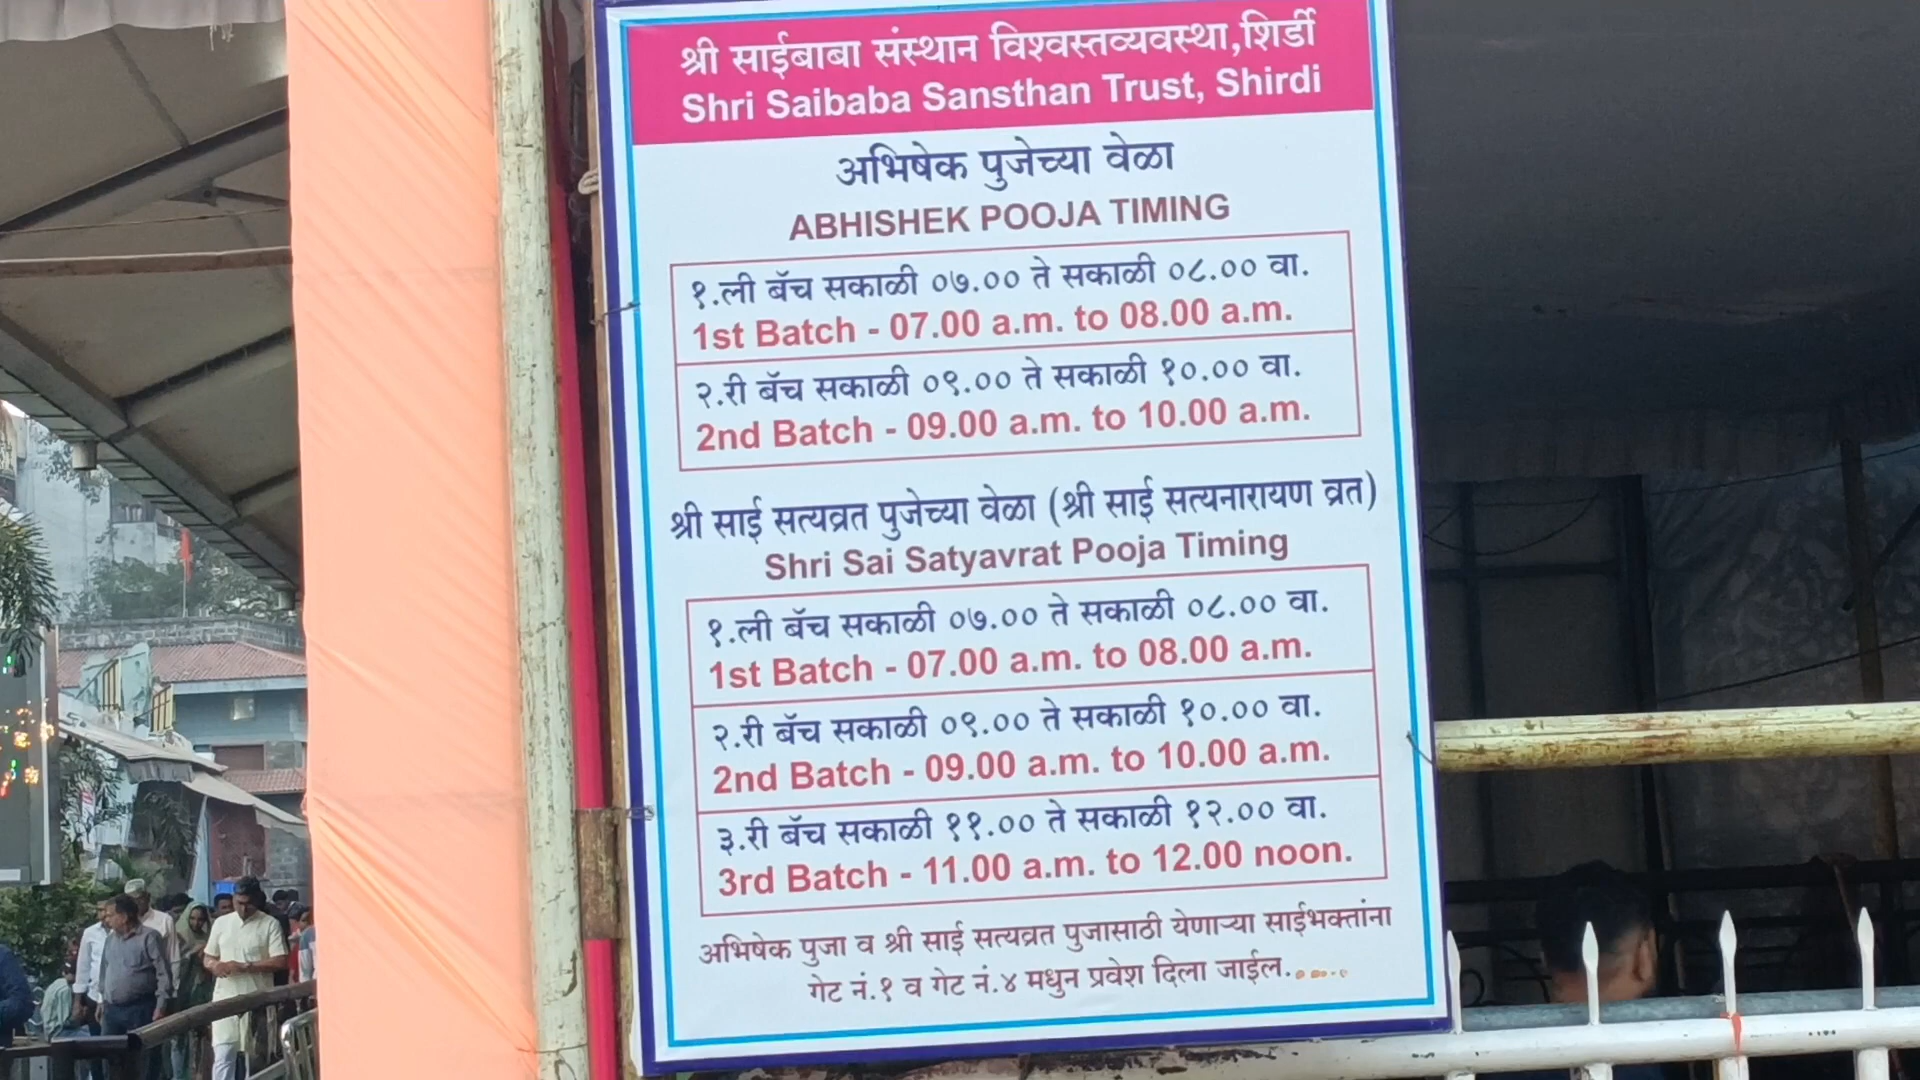 श्री साईबाबा संस्थान विश्वस्तव्यवस्था,शिर्डी
Shri Saibaba Sansthan Trust, Shirdi
अभिषेक पुजेच्या वेळा
ABHISHEK POOJA TIMING
१.ली बॅच सकाळी ०७.०० ते सकाळी ०८.०० वा.
1st Batch - 07.00 a.m. to 08.00 a.m.
२.री बॅच सकाळी ०९.०० ते सकाळी १०.०० वा.
2nd Batch - 09.00 a.m. to 10.00 a.m.
श्री साई सत्यव्रत पुजेच्या वेळा (श्री साई सत्यनारायण व्रत)
Shri Sai Satyavrat Pooja Timing
१.ली बॅच सकाळी ०७.०० ते सकाळी ०८.०० वा.
1st Batch - 07.00 a.m. to 08.00 a.m.
२.री बॅच सकाळी ०९.०० ते सकाळी १०.०० वा.
2nd Batch - 09.00 a.m. to 10.00 a.m.
३.री बॅच सकाळी ११.०० ते सकाळी १२.०० वा.
3rd Batch - 11.00 a.m. to 12.00 noon.
अभिषेक पुजा व श्री साई सत्यव्रत पुजासाठी येणाऱ्या साईभक्तांना
गेट नं.१ व गेट नं.४ मधुन प्रवेश दिला जाईल.